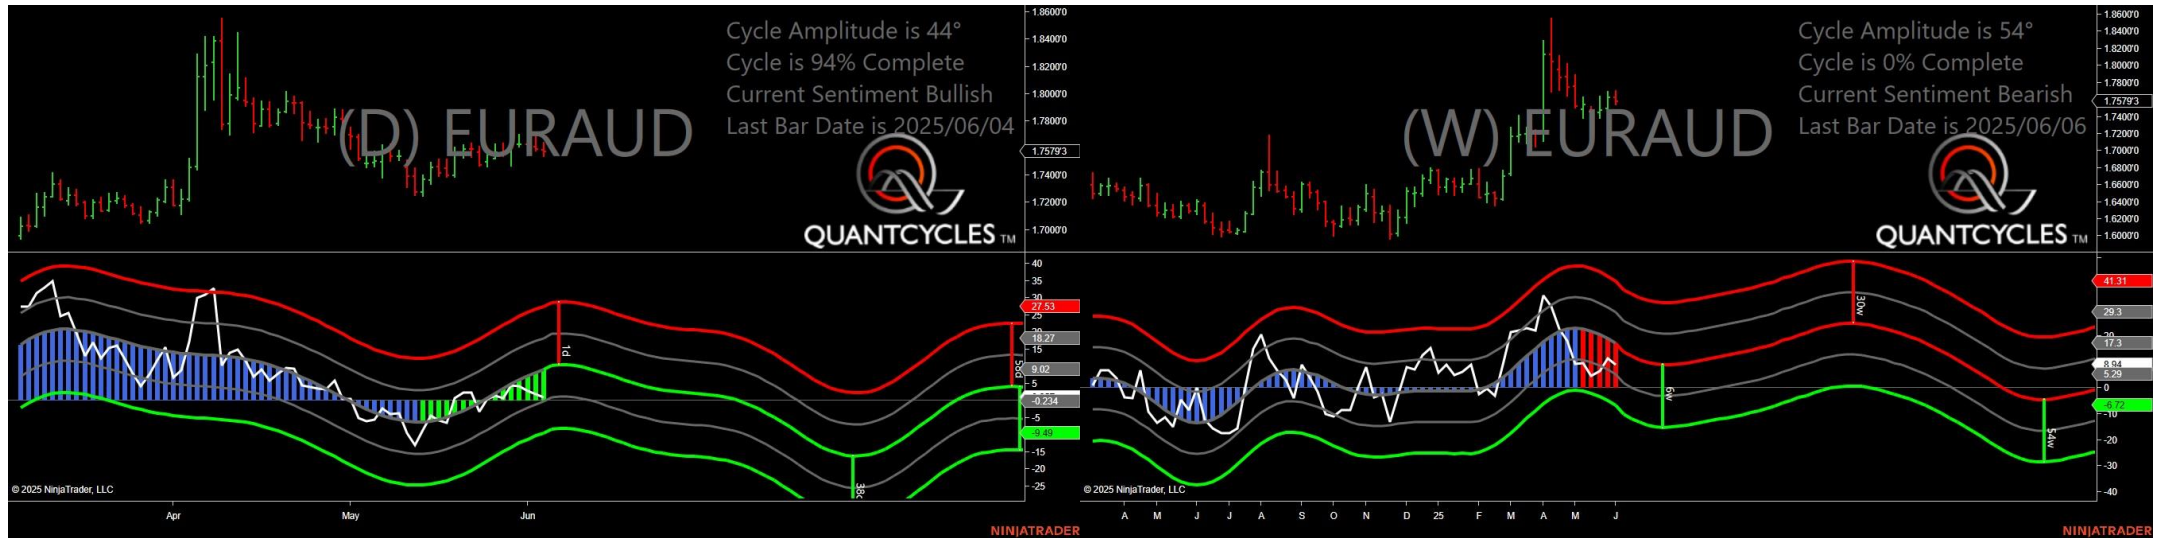 Cycle Amplitude is 44°
Cycle is 94% Complete
Current Sentiment Bullish
Last Bar Date is 2025/06/04
(D) EURAUD
QUANTCYCLES TM
1.8600'0
1.8400'0
1.8200'0
1.8000'0
1.7800'0
1.7579'3
1.7400'0
1.7200'0
1.7000'0
40
35
30
27.53
25
20
18.27
15
9.02
5
-0.234
-5
-9.49
-15
-20
-25
1d
38d
58d
© 2025 NinjaTrader, LLC
Apr May Jun
NINJATRADER
Cycle Amplitude is 54°
Cycle is 0% Complete
Current Sentiment Bearish
Last Bar Date is 2025/06/06
(W) EURAUD
QUANTCYCLES TM
1.8600'0
1.8400'0
1.8200'0
1.8000'0
1.7800'0
1.7579'3
1.7400'0
1.7200'0
1.7000'0
1.6800'0
1.6600'0
1.6400'0
1.6200'0
1.6000'0
41.31
29.3
20
17.3
8.94
5.29
0
-6.72
-10
-20
-30
-40
6w
30w
54w
© 2025 NinjaTrader, LLC
A M J J A S O N D 25 F M A M J
NINJATRADER